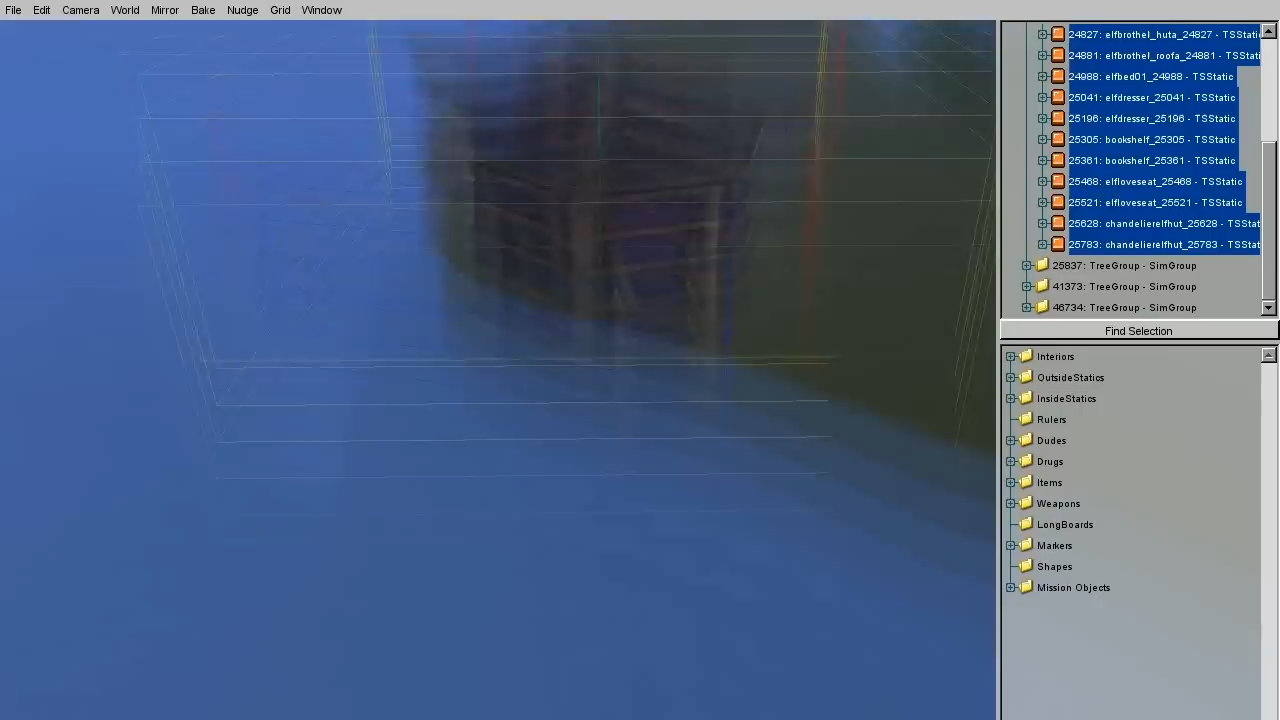 File Edit Camera World Mirror Bake Nudge Grid Window
24827: elfbrothel_huta_24827 - TSStati
24881: elfbrothel_roofa_24881 - TSStati
24988: elfbed01_24988 - TSStatic
25041: elfdresser_25041 - TSStatic
25196: elfdresser_25196 - TSStatic
25305: bookshelf_25305 - TSStatic
25361: bookshelf_25361 - TSStatic
25468: elfloveseat_25468 - TSStatic
25521: elfloveseat_25521 - TSStatic
25628: chandelierelfhut_25628 - TSStat
25783: chandelierelfhut_25783 - TSStat
25837: TreeGroup - SimGroup
41373: TreeGroup - SimGroup
46734: TreeGroup - SimGroup
Find Selection
Interiors
OutsideStatics
InsideStatics
Rulers
Dudes
Drugs
Items
Weapons
LongBoards
Markers
Shapes
Mission Objects